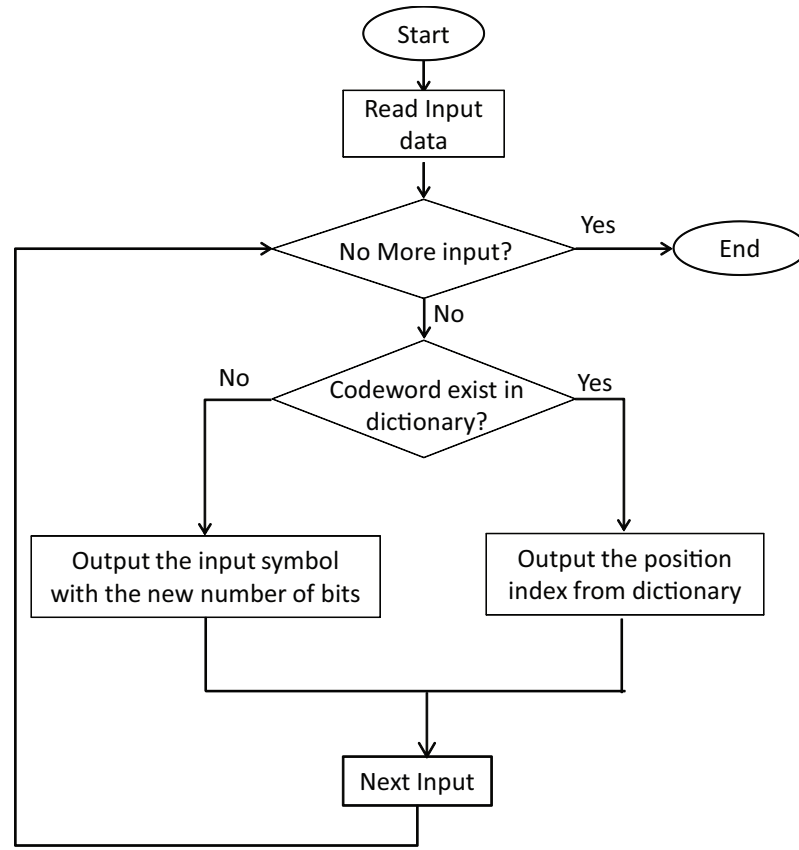 Start
Read Input
data
No More input?
Yes
End
No
Codeword exist in
dictionary?
No
Yes
Output the input symbol
with the new number of bits
Output the position
index from dictionary
Next Input